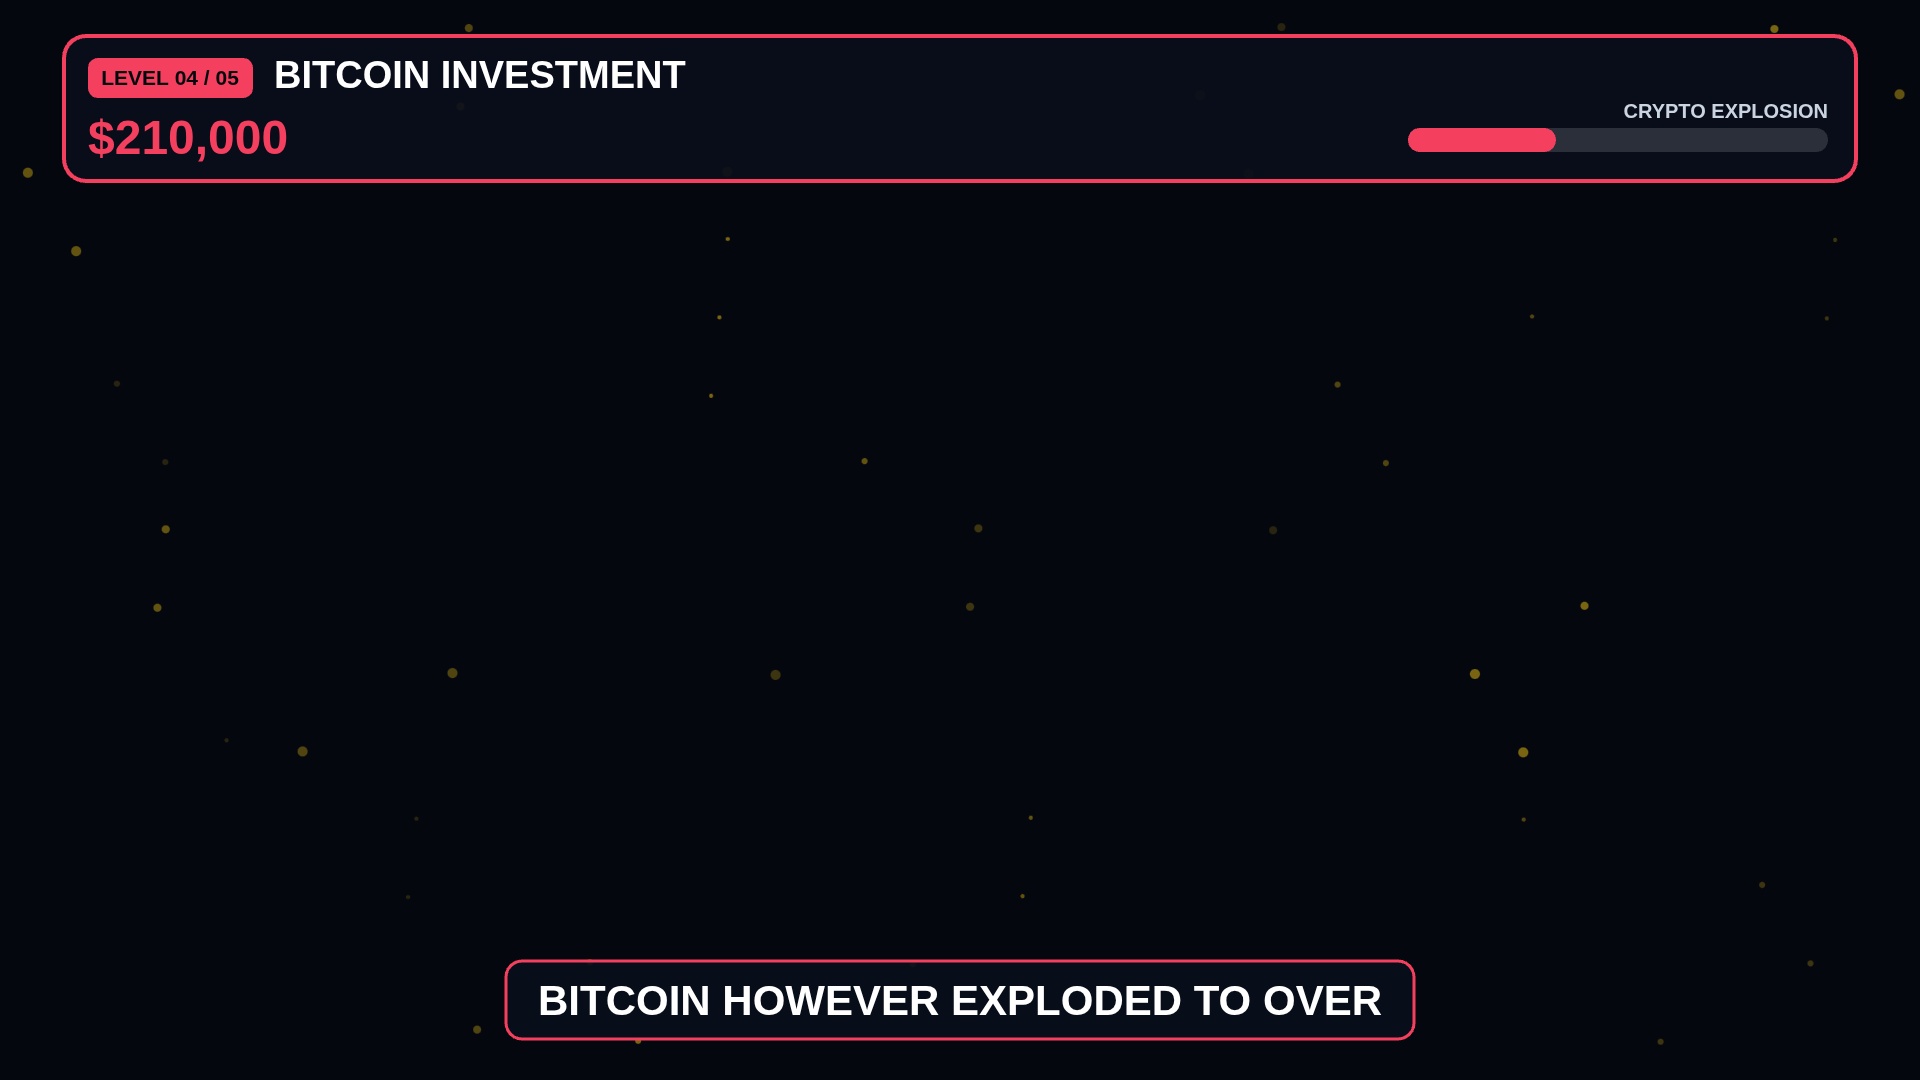 LEVEL 04 / 05
BITCOIN INVESTMENT
$210,000
CRYPTO EXPLOSION
BITCOIN HOWEVER EXPLODED TO OVER